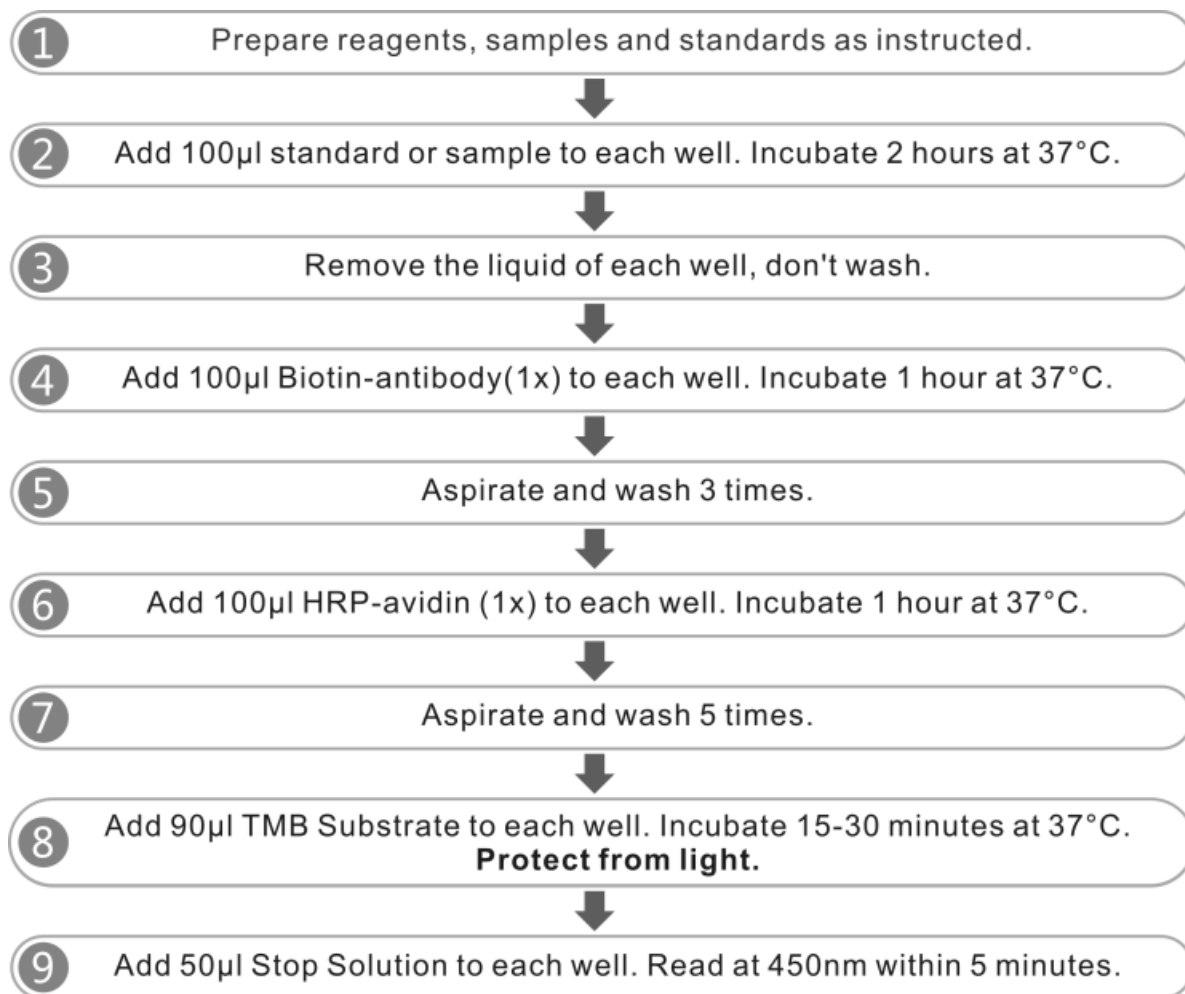 1 Prepare reagents, samples and standards as instructed.
2 Add 100µl standard or sample to each well. Incubate 2 hours at 37°C.
3 Remove the liquid of each well, don't wash.
4 Add 100µl Biotin-antibody(1x) to each well. Incubate 1 hour at 37°C.
5 Aspirate and wash 3 times.
6 Add 100µl HRP-avidin (1x) to each well. Incubate 1 hour at 37°C.
7 Aspirate and wash 5 times.
8 Add 90µl TMB Substrate to each well. Incubate 15-30 minutes at 37°C.
Protect from light.
9 Add 50µl Stop Solution to each well. Read at 450nm within 5 minutes.